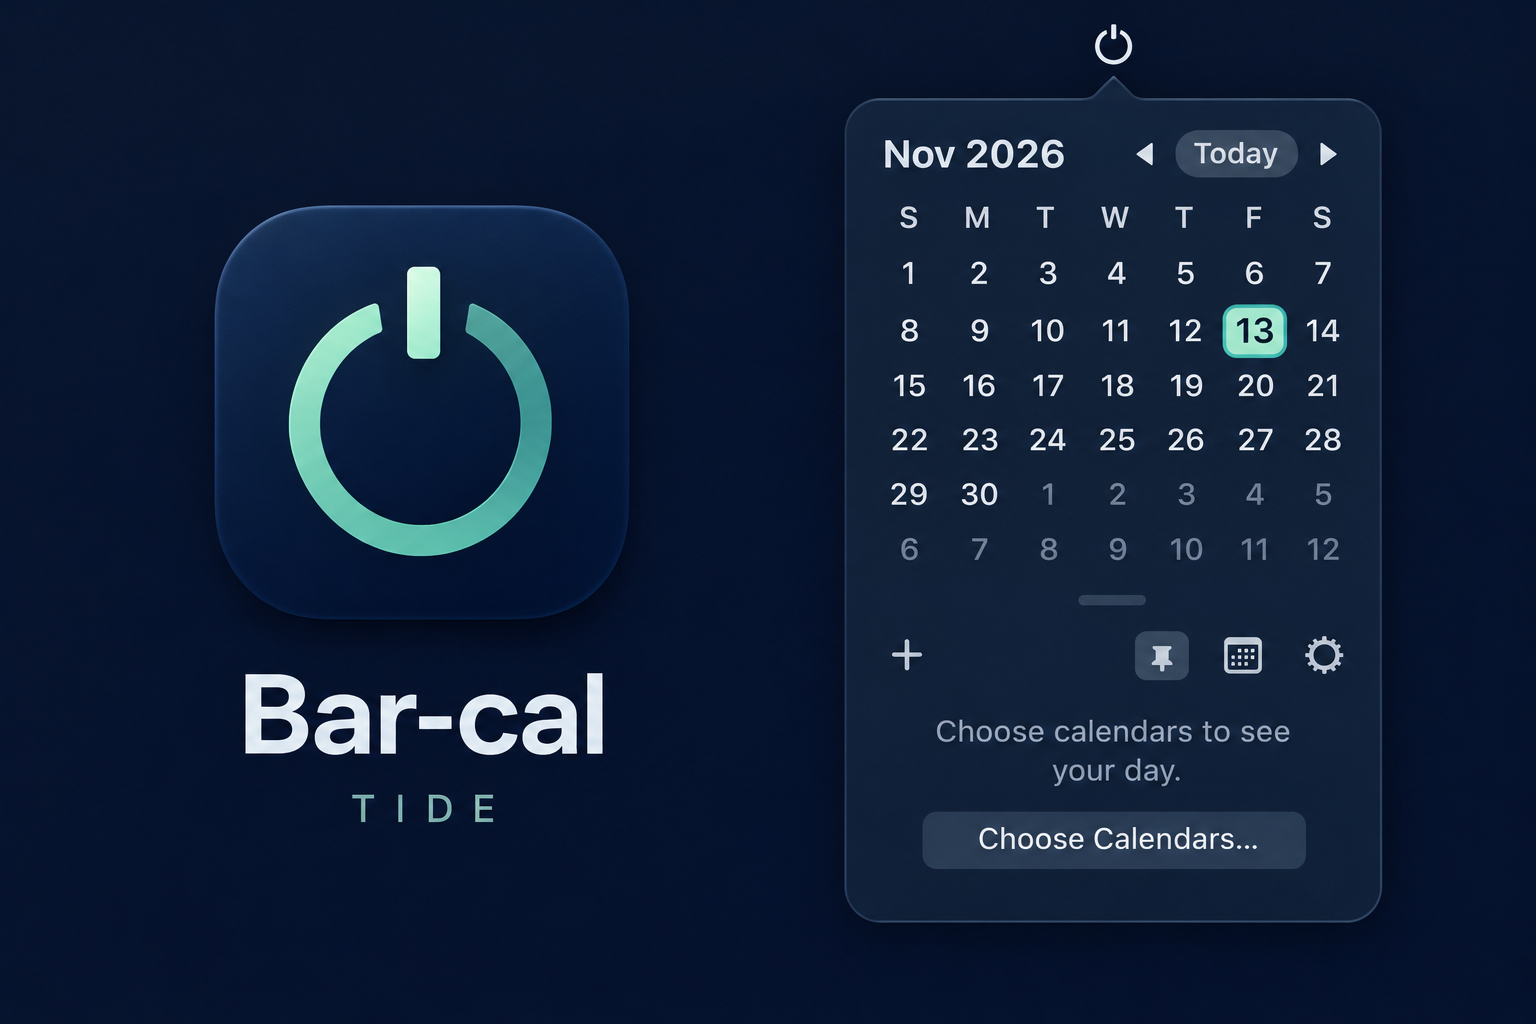 Bar-cal
TIDE
Nov 2026 Today
S M T W T F S
1 2 3 4 5 6 7
8 9 10 11 12 13 14
15 16 17 18 19 20 21
22 23 24 25 26 27 28
29 30 1 2 3 4 5
6 7 8 9 10 11 12
Choose calendars to see
your day.
Choose Calendars...